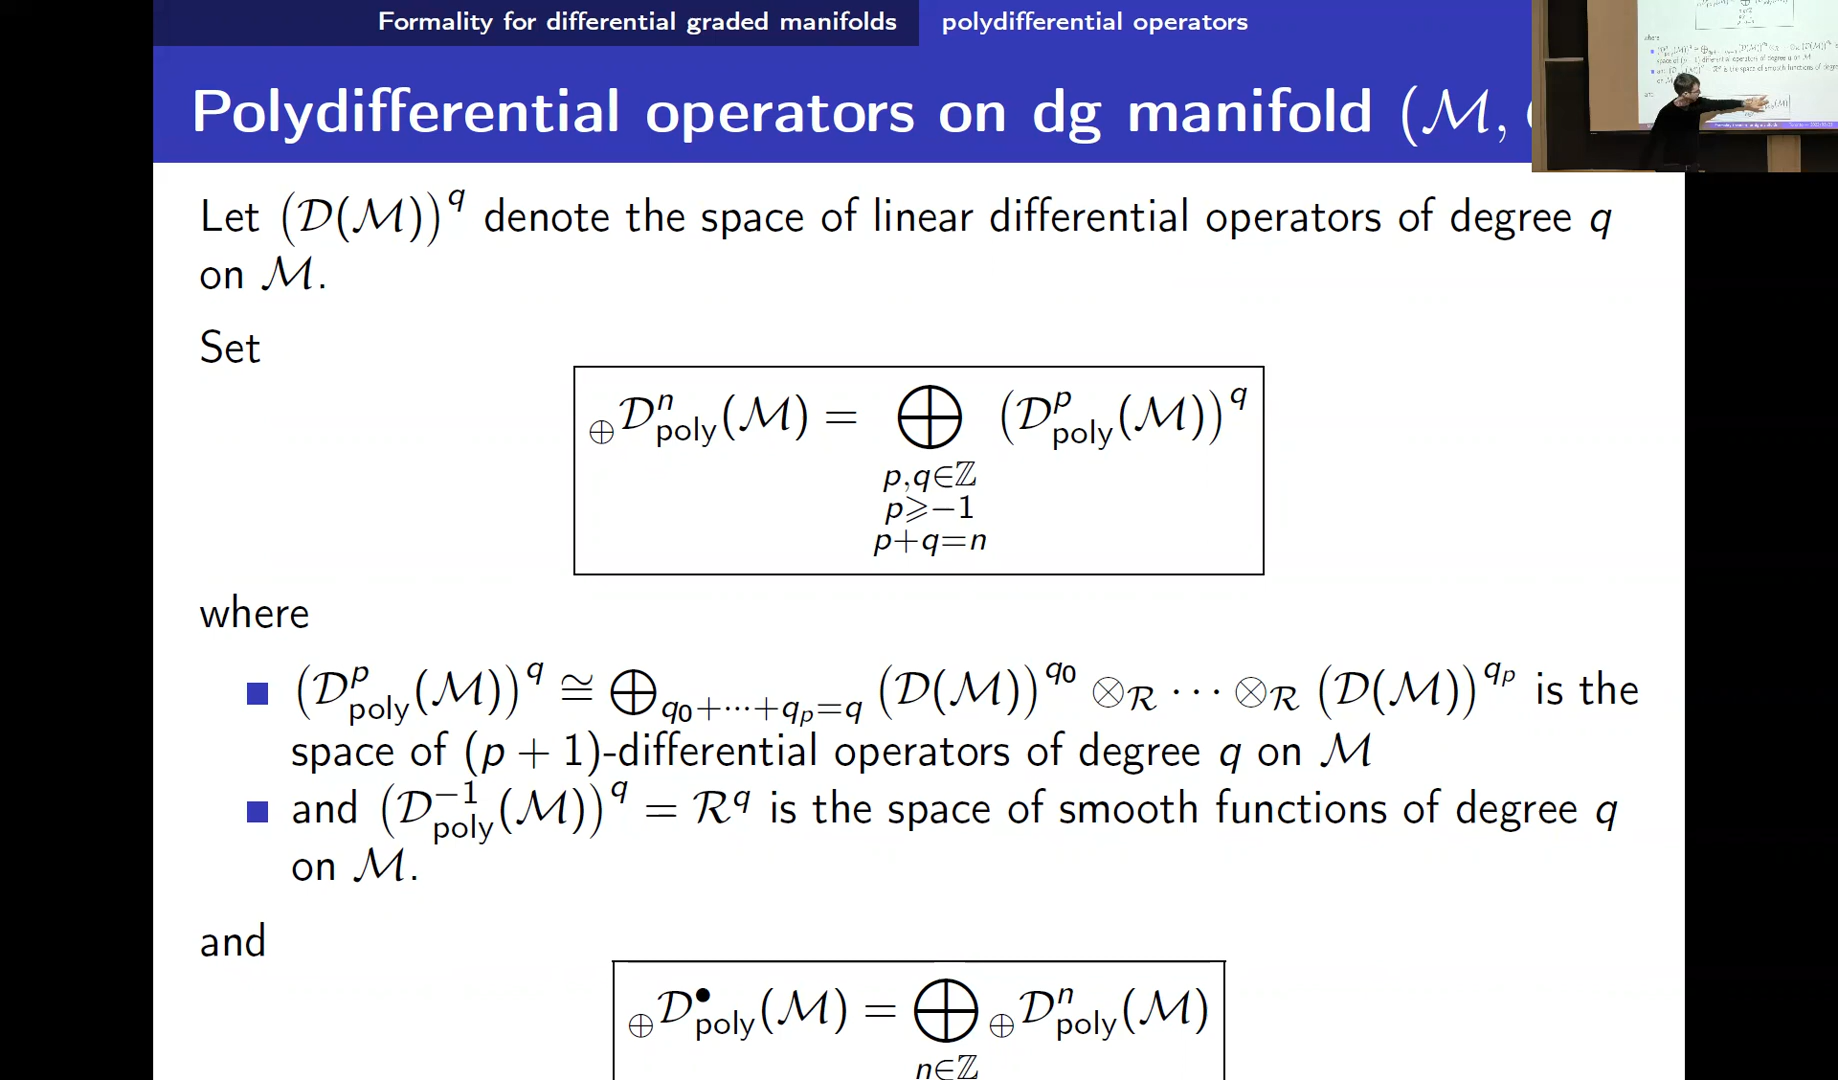 Formality for differential graded manifolds polydifferential operators
Polydifferential operators on dg manifold (ℳ,
Let (𝒟(ℳ))^q denote the space of linear differential operators of degree q
on ℳ.
Set
⊕𝒟^n_poly(ℳ) = ⨁ (𝒟^p_poly(ℳ))^q
p,q∈ℤ
p⩾−1
p+q=n
where
■ (𝒟^p_poly(ℳ))^q ≅ ⨁_{q₀+⋯+q_p=q} (𝒟(ℳ))^{q₀} ⊗_ℛ ⋯ ⊗_ℛ (𝒟(ℳ))^{q_p} is the
space of (p + 1)-differential operators of degree q on ℳ
■ and (𝒟^{−1}_poly(ℳ))^q = ℛ^q is the space of smooth functions of degree q
on ℳ.
and
⊕𝒟^•_poly(ℳ) = ⨁ ⊕𝒟^n_poly(ℳ)
n∈ℤ